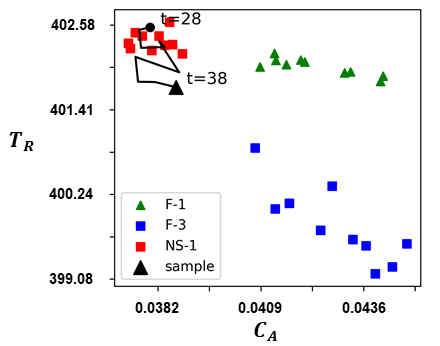 402.58
t=28
t=38
401.41
T_R
400.24
F-1
F-3
NS-1
sample
399.08
0.0382
0.0409
0.0436
C_A